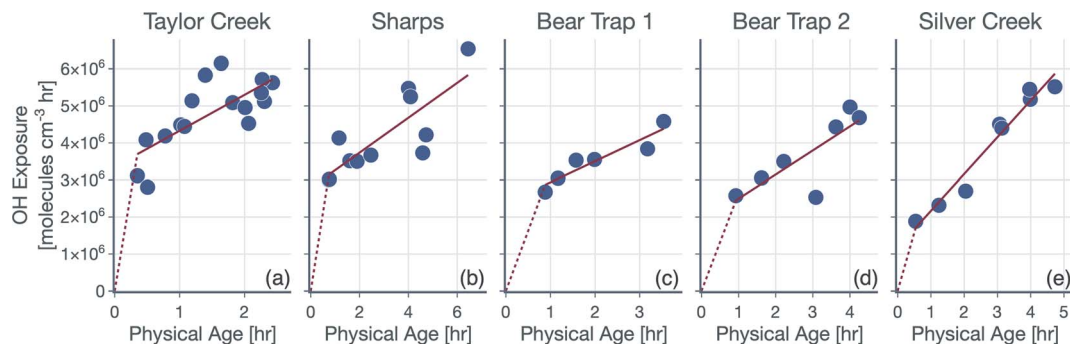 Taylor Creek
Sharps
Bear Trap 1
Bear Trap 2
Silver Creek
OH Exposure
[molecules cm⁻³ hr]
6×10⁶
5×10⁶
4×10⁶
3×10⁶
2×10⁶
1×10⁶
0
(a)
(b)
(c)
(d)
(e)
0 1 2
0 2 4 6
0 1 2 3
0 1 2 3 4
0 1 2 3 4 5
Physical Age [hr]
Physical Age [hr]
Physical Age [hr]
Physical Age [hr]
Physical Age [hr]